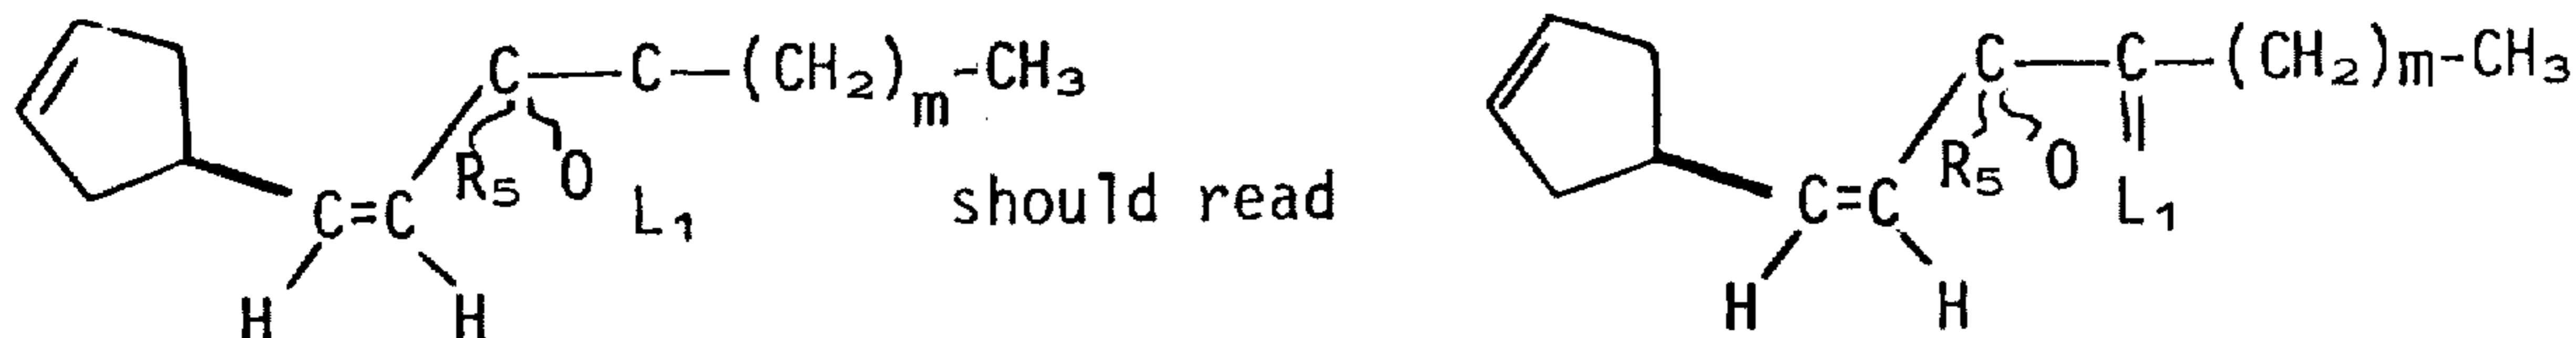 C—C—(CH₂)m-CH₃ C—C—(CH₂)m-CH₃
R₅ O R₅ O
C=C L₁ should read C=C L₁
H H H H